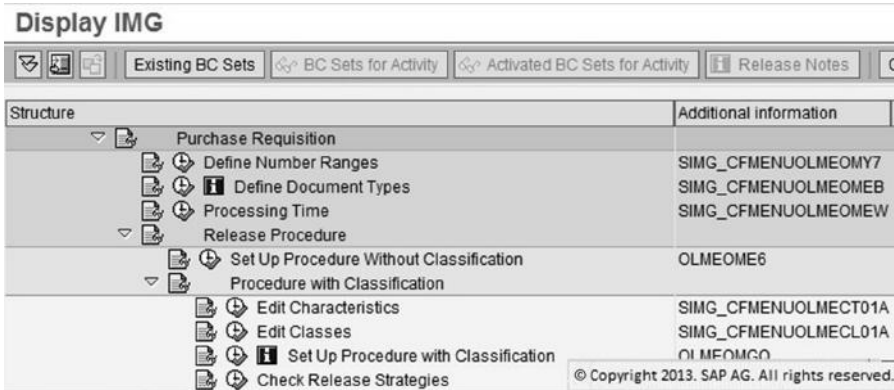 Display IMG
Existing BC Sets BC Sets for Activity Activated BC Sets for Activity Release Notes
Structure Additional information
Purchase Requisition
Define Number Ranges SIMG_CFMENUOLMEOMY7
Define Document Types SIMG_CFMENUOLMEOMEB
Processing Time SIMG_CFMENUOLMEOMEW
Release Procedure
Set Up Procedure Without Classification OLMEOME6
Procedure with Classification
Edit Characteristics SIMG_CFMENUOLMECT01A
Edit Classes SIMG_CFMENUOLMECL01A
Set Up Procedure with Classification OLMEOMGQ
Check Release Strategies © Copyright 2013. SAP AG. All rights reserved.